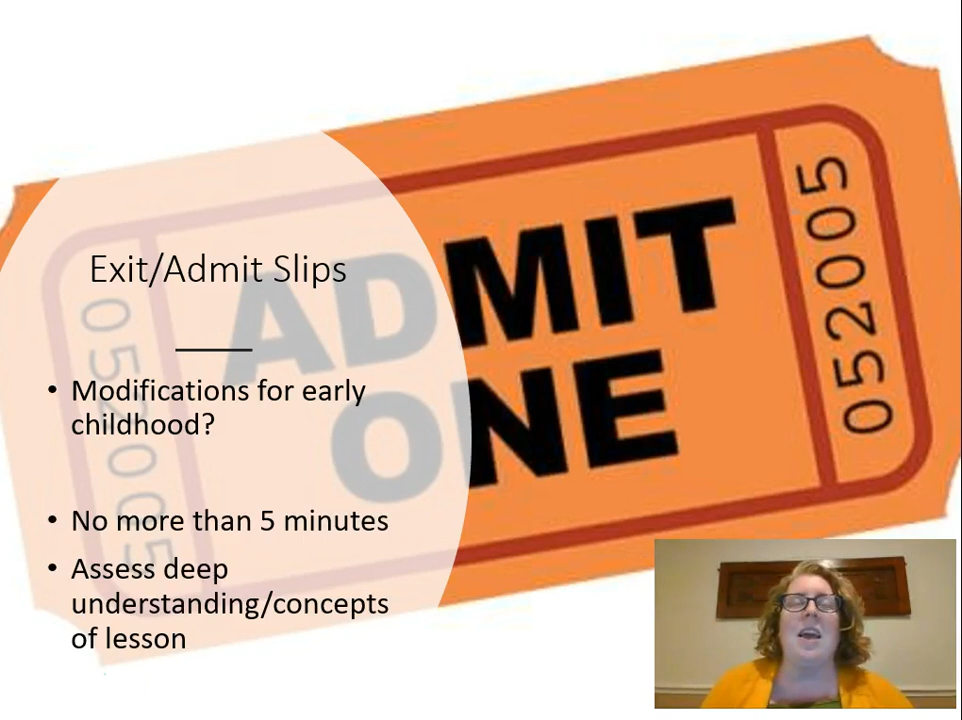 Exit/Admit Slips
• Modifications for early
childhood?
• No more than 5 minutes
• Assess deep
understanding/concepts
of lesson
ADMIT
ONE
052005
052005